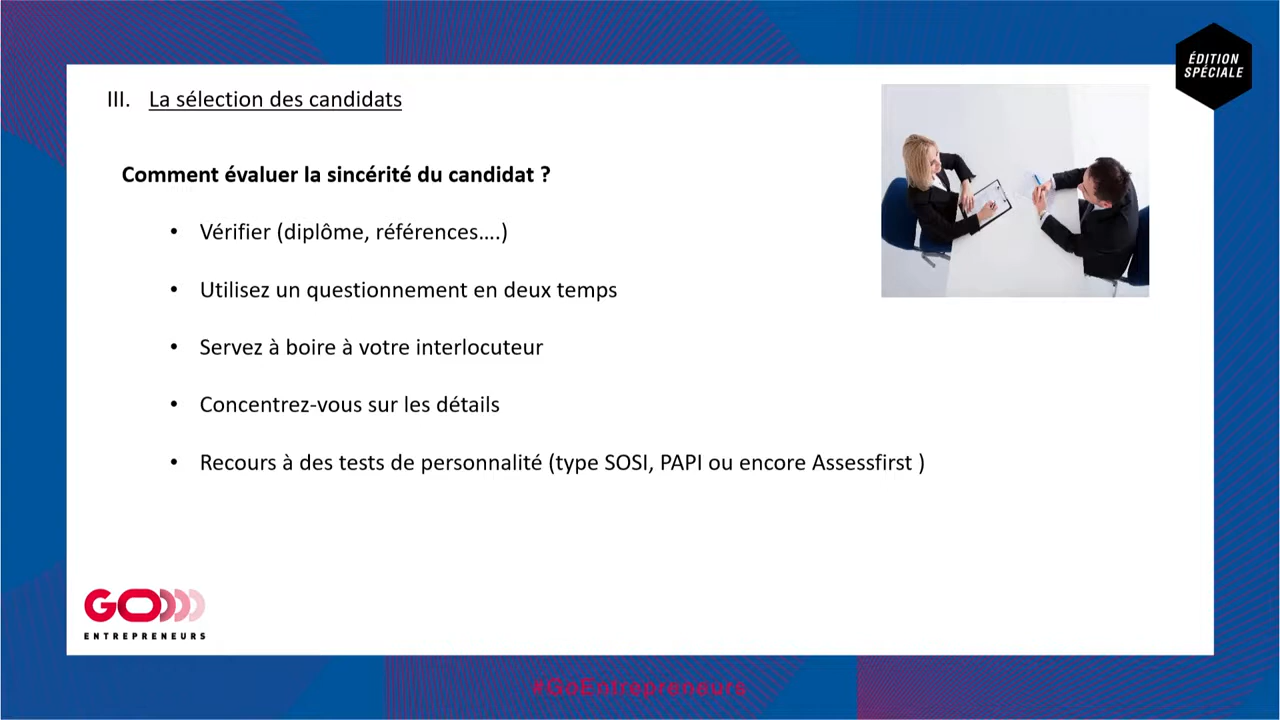 ÉDITION
SPÉCIALE
III. La sélection des candidats
Comment évaluer la sincérité du candidat ?
• Vérifier (diplôme, références….)
• Utilisez un questionnement en deux temps
• Servez à boire à votre interlocuteur
• Concentrez-vous sur les détails
• Recours à des tests de personnalité (type SOSI, PAPI ou encore Assessfirst )
GO
ENTREPRENEURS
#GoEntrepreneurs